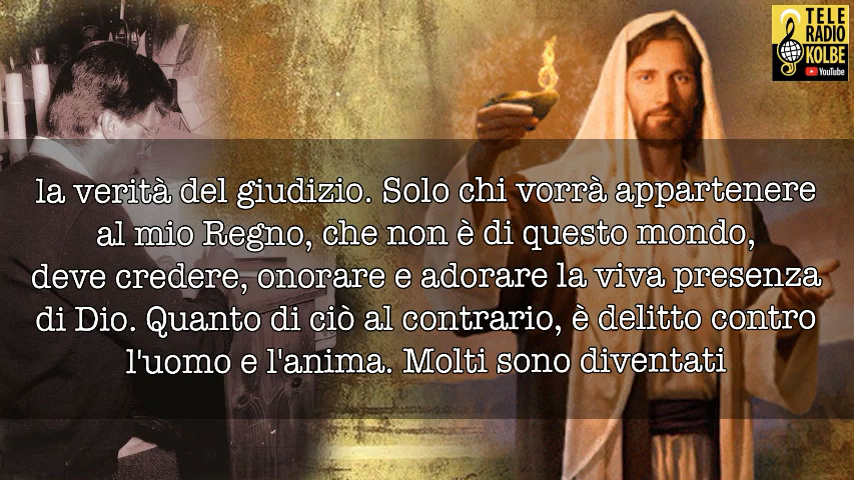 TELE
RADIO
KOLBE
YouTube
la verità del giudizio. Solo chi vorrà appartenere
al mio Regno, che non è di questo mondo,
deve credere, onorare e adorare la viva presenza
di Dio. Quanto di ciò al contrario, è delitto contro
l'uomo e l'anima. Molti sono diventati